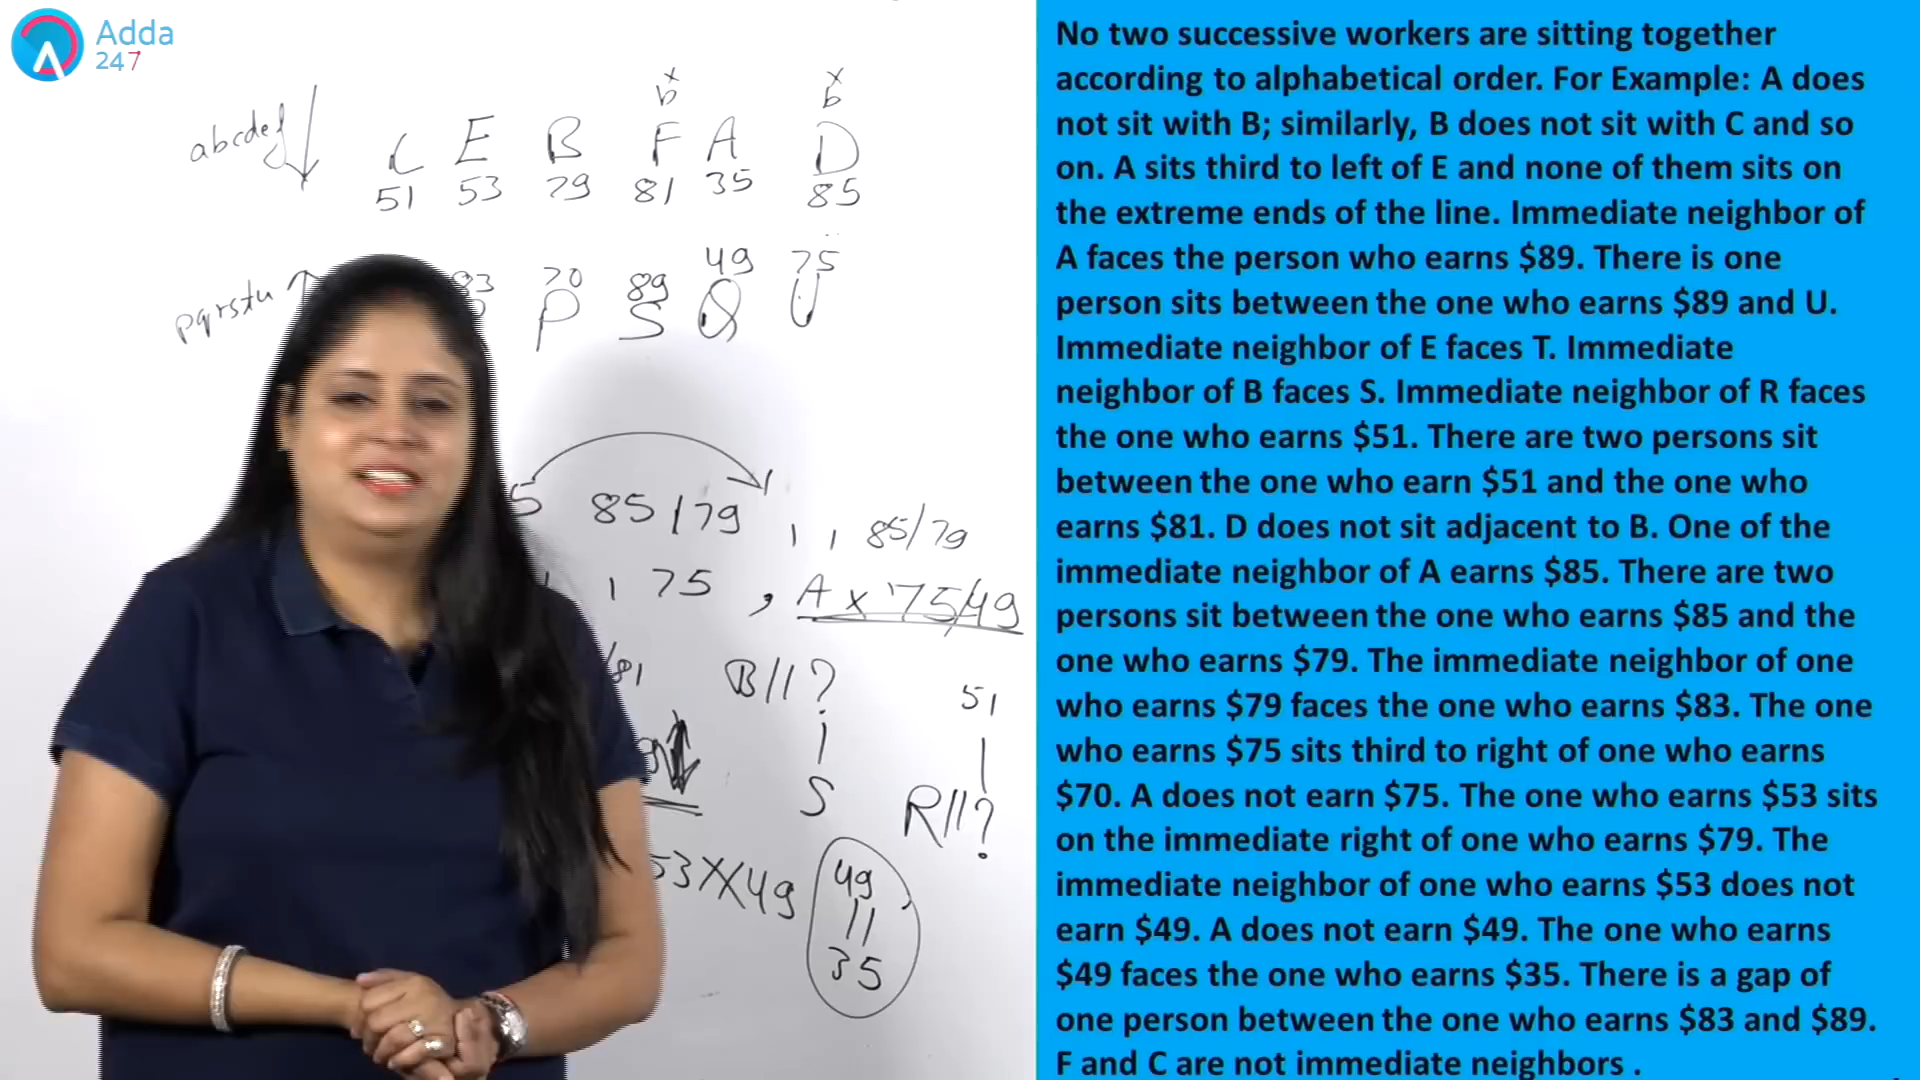 Adda
247
No two successive workers are sitting together
according to alphabetical order. For Example: A does
not sit with B; similarly, B does not sit with C and so
on. A sits third to left of E and none of them sits on
the extreme ends of the line. Immediate neighbor of
A faces the person who earns $89. There is one
person sits between the one who earns $89 and U.
Immediate neighbor of E faces T. Immediate
neighbor of B faces S. Immediate neighbor of R faces
the one who earns $51. There are two persons sit
between the one who earn $51 and the one who
earns $81. D does not sit adjacent to B. One of the
immediate neighbor of A earns $85. There are two
persons sit between the one who earns $85 and the
one who earns $79. The immediate neighbor of one
who earns $79 faces the one who earns $83. The one
who earns $75 sits third to right of one who earns
$70. A does not earn $75. The one who earns $53 sits
on the immediate right of one who earns $79. The
immediate neighbor of one who earns $53 does not
earn $49. A does not earn $49. The one who earns
$49 faces the one who earns $35. There is a gap of
one person between the one who earns $83 and $89.
F and C are not immediate neighbors .
x x
b b
abcdef C E B F A D
51 53 79 81 35 85
83 70 89 49 75
pqrstu P S Q U
85/79 , , 85/79
, 75 , A x 75/49
/81 B//?
51
S
R//?
53XX49
49
//
35